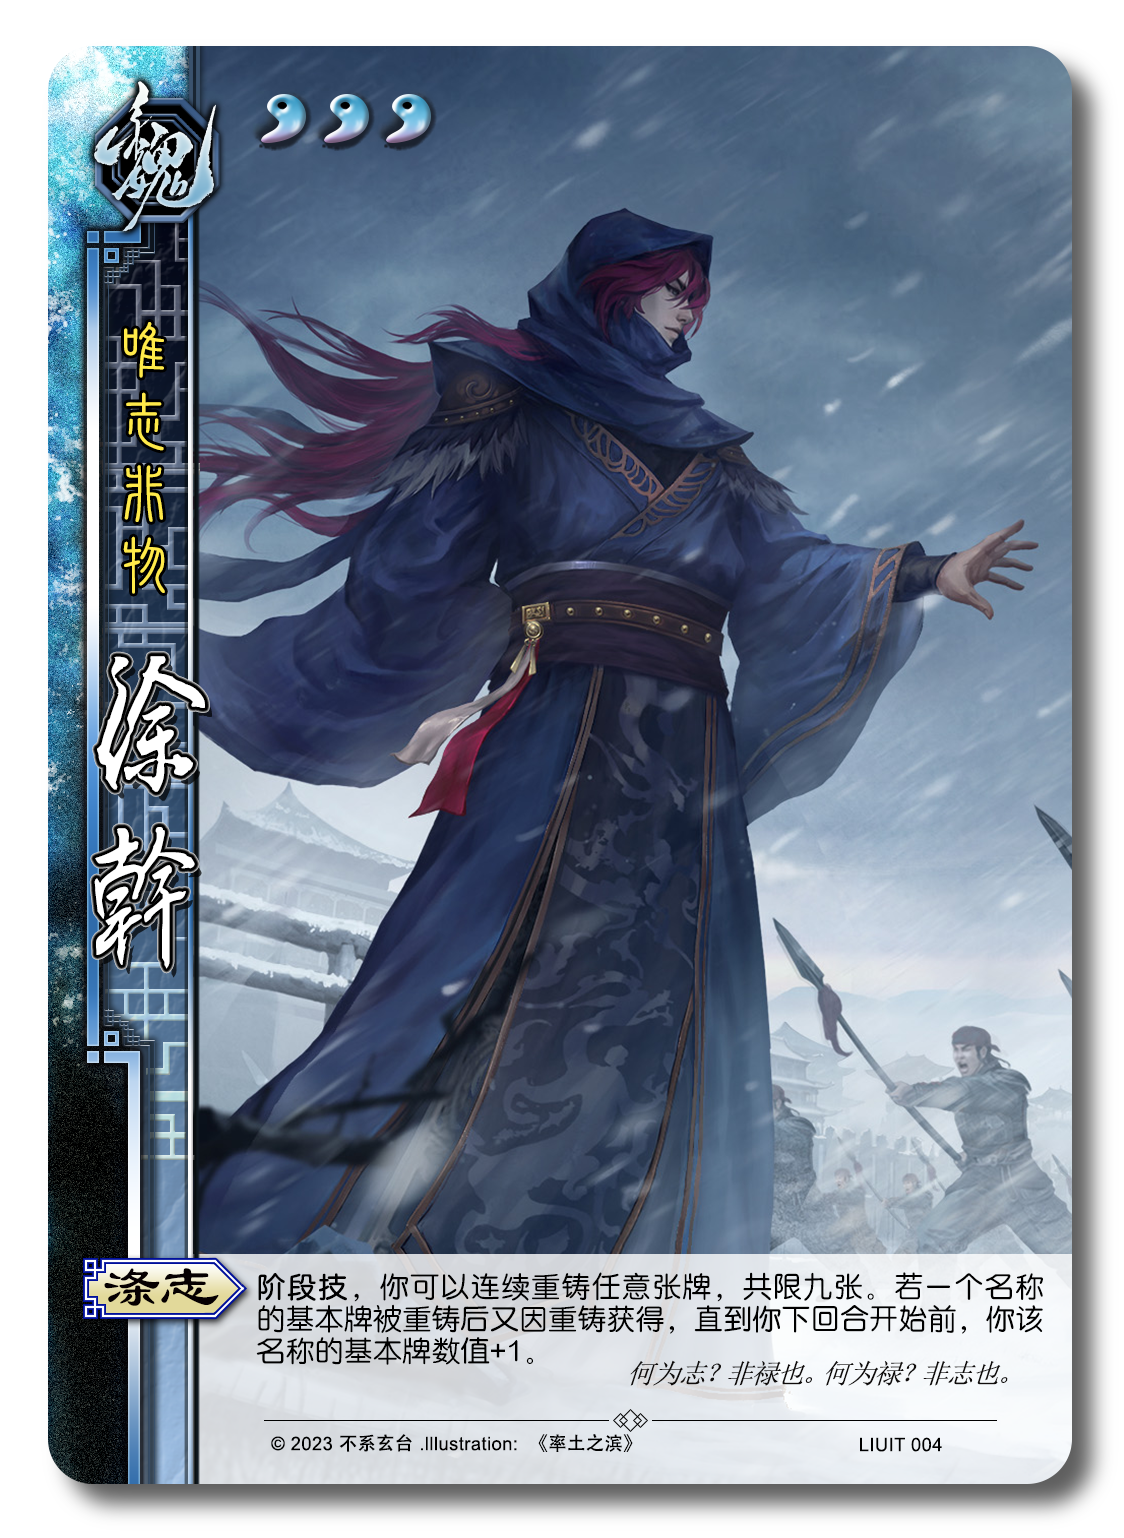 魏
唯志非物
徐幹
涤志
阶段技，你可以连续重铸任意张牌，共限九张。若一个名称
的基本牌被重铸后又因重铸获得，直到你下回合开始前，你该
名称的基本牌数值+1。
何为志？非禄也。何为禄？非志也。
© 2023 不系玄台 .Illustration: 《率土之滨》
LIUIT 004